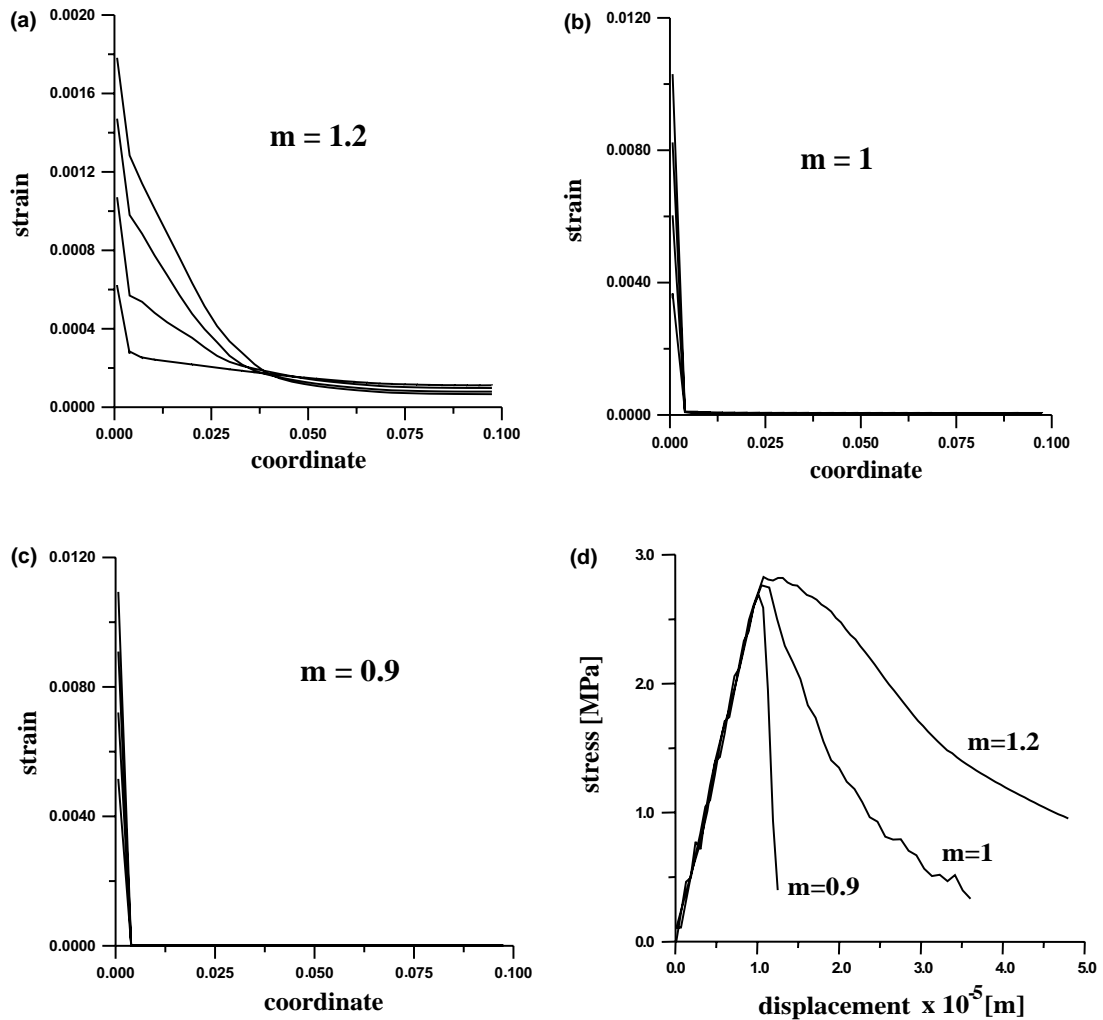 (a)
0.0020
0.0016
0.0012
0.0008
0.0004
0.0000
strain
m = 1.2
0.000 0.025 0.050 0.075 0.100
coordinate
(b)
0.0120
0.0080
0.0040
0.0000
strain
m = 1
0.000 0.025 0.050 0.075 0.100
coordinate
(c)
0.0120
0.0080
0.0040
0.0000
strain
m = 0.9
0.000 0.025 0.050 0.075 0.100
coordinate
(d)
3.0
2.0
1.0
0.0
stress [MPa]
m=1.2
m=1
m=0.9
0.0 1.0 2.0 3.0 4.0 5.0
displacement x 10⁻⁵ [m]